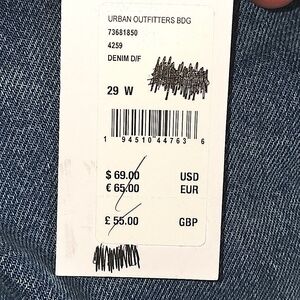 URBAN OUTFITTERS BDG
73681850
4259
DENIM D/F
29 W
1 94510 44763 6
$ 69.00 USD
€ 65.00 EUR
£ 55.00 GBP